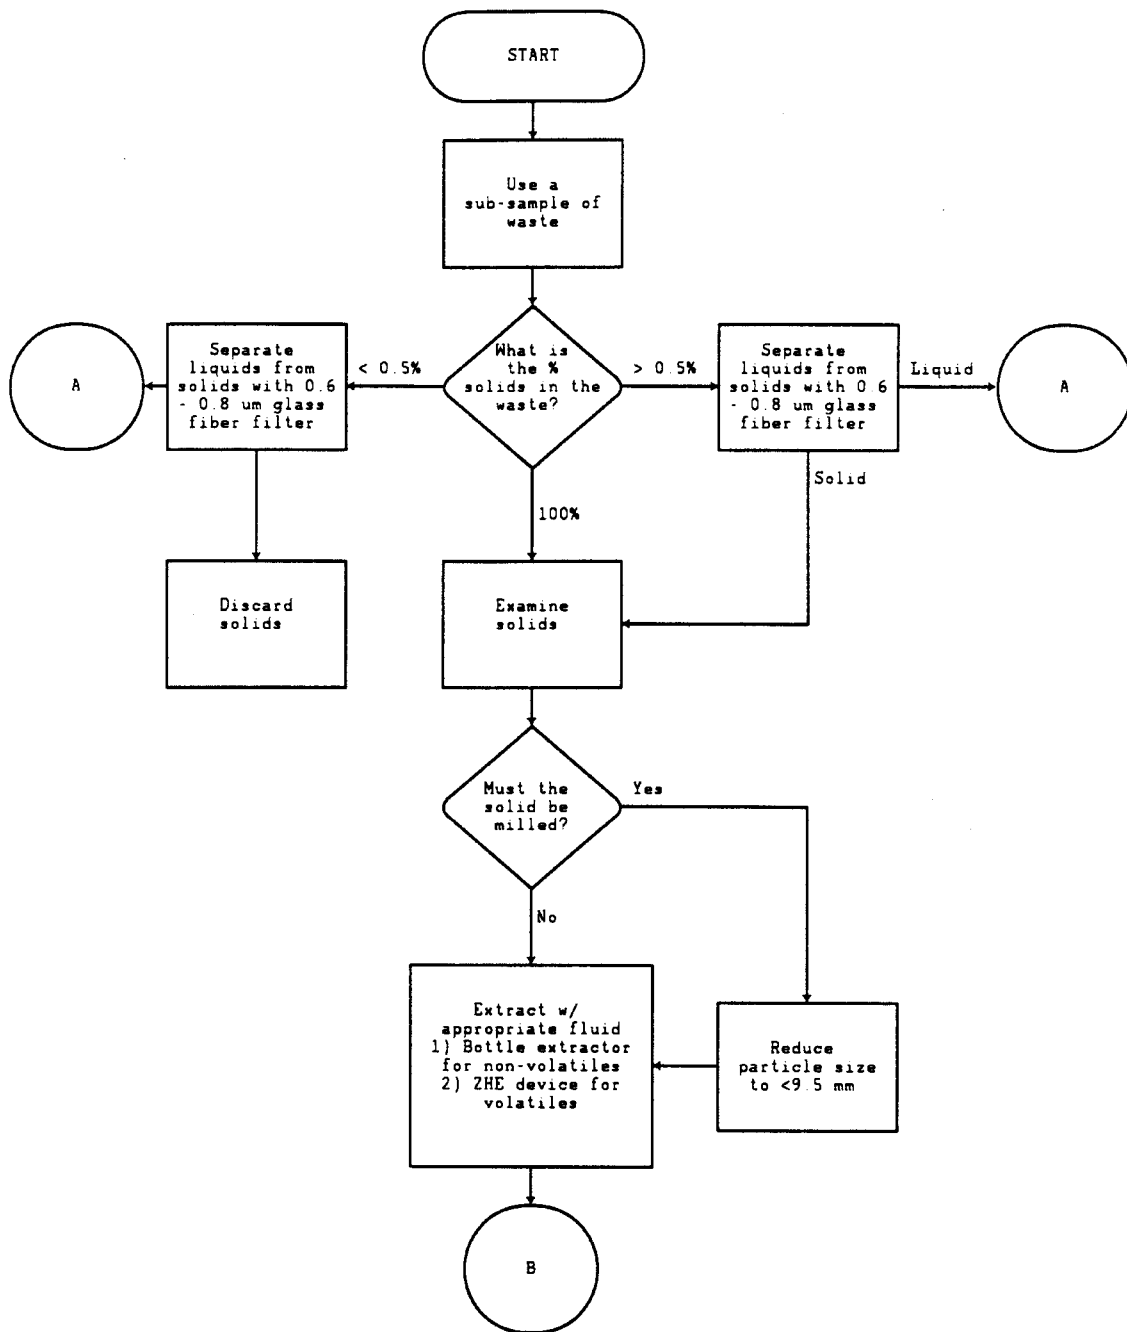 START
Use a
sub-sample of
waste
What is
the %
solids in the
waste?
< 0.5%
Separate
liquids from
solids with 0.6
- 0.8 um glass
fiber filter
A
> 0.5%
Separate
liquids from
solids with 0.6
- 0.8 um glass
fiber filter
Liquid
A
Solid
100%
Discard
solids
Examine
solids
Must the
solid be
milled?
Yes
No
Extract w/
appropriate fluid
1) Bottle extractor
for non-volatiles
2) ZHE device for
volatiles
Reduce
particle size
to <9.5 mm
B